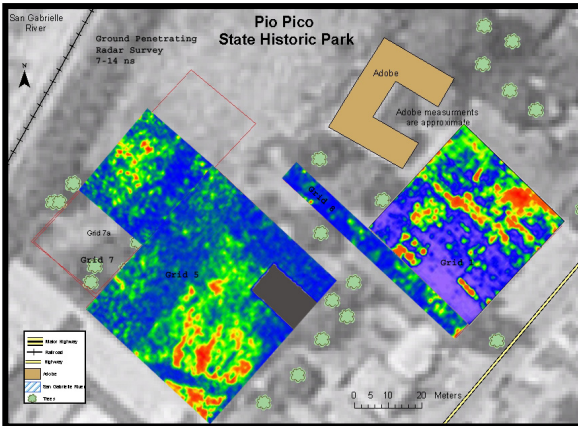 San Gabrielle
River
Pio Pico
State Historic Park
Ground Penetrating
Radar Survey
7-14 ns
N
Adobe
Adobe measurments
are approximate
Grid 7a
Grid 7
Grid 5
Grid
Major Highway
Railroad
Highway
Adobe
San Gabrielle River
Trees
0 5 10 20 Meters